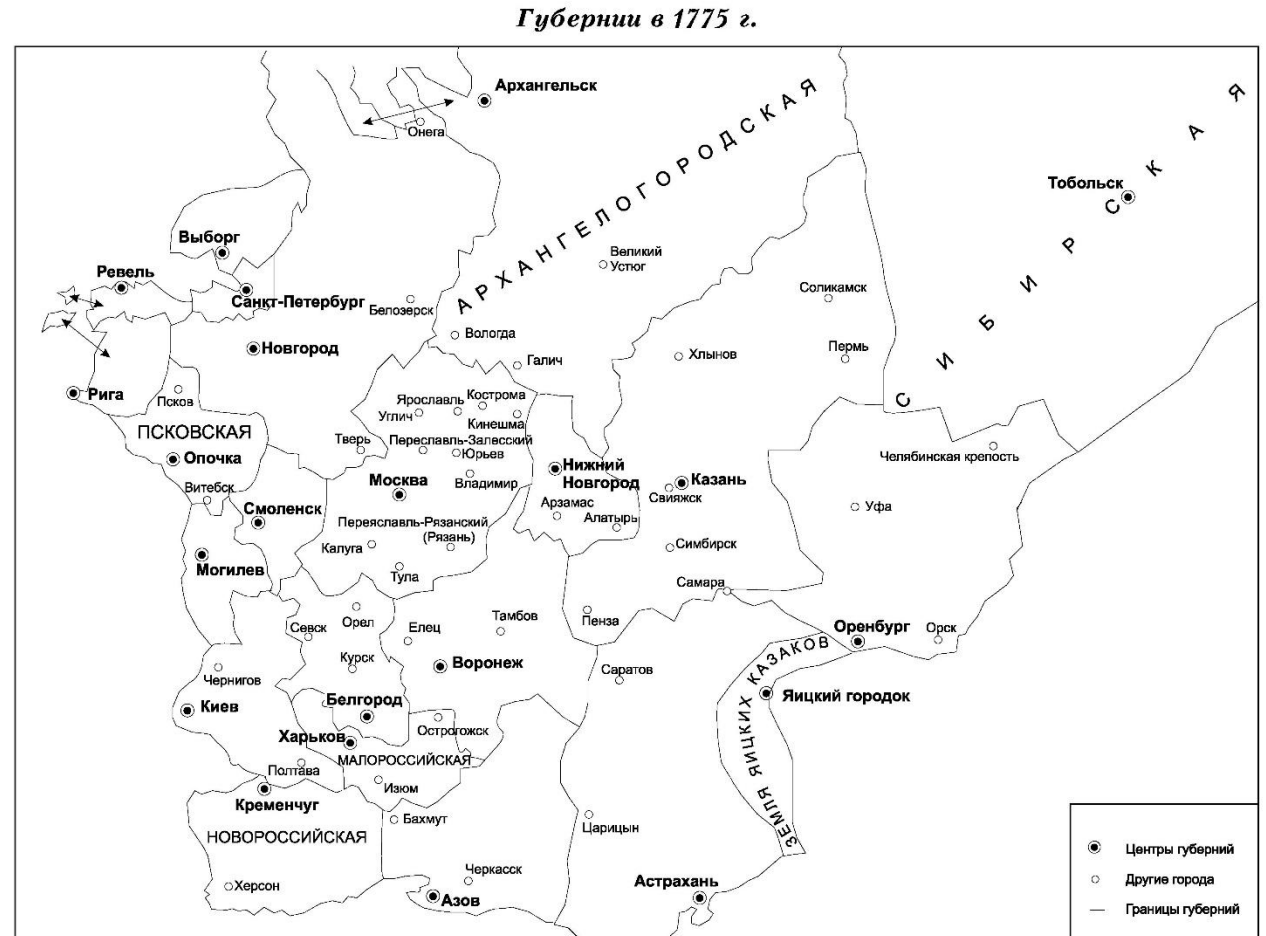 Губернии в 1775 г.
Архангельск
Онега
АРХАНГЕЛОГОРОДСКАЯ
СИБИРСКАЯ
Тобольск
Выборг
Ревель
Санкт-Петербург
Великий
Устюг
Белозерск
Соликамск
Вологда
Новгород
Галич
Хлынов
Пермь
Рига
Псков
Ярославль
Кострома
Углич
Кинешма
ПСКОВСКАЯ
Тверь
Переславль-Залесский
Юрьев
Опочка
Москва
Владимир
Нижний
Новгород
Казань
Свияжск
Челябинская крепость
Витебск
Смоленск
Арзамас
Алатырь
Уфа
Переяславль-Рязанский
(Рязань)
Калуга
Симбирск
Могилев
Тула
Самара
Орел
Севск
Елец
Тамбов
Пенза
Оренбург
Орск
Курск
Воронеж
Саратов
ЗЕМЛЯ ЯИЦКИХ КАЗАКОВ
Яицкий городок
Чернигов
Киев
Белгород
Острогожск
Харьков
МАЛОРОССИЙСКАЯ
Полтава
Изюм
Кременчуг
Бахмут
Царицын
НОВОРОССИЙСКАЯ
Черкасск
Херсон
Азов
Астрахань
Центры губерний
Другие города
Границы губерний